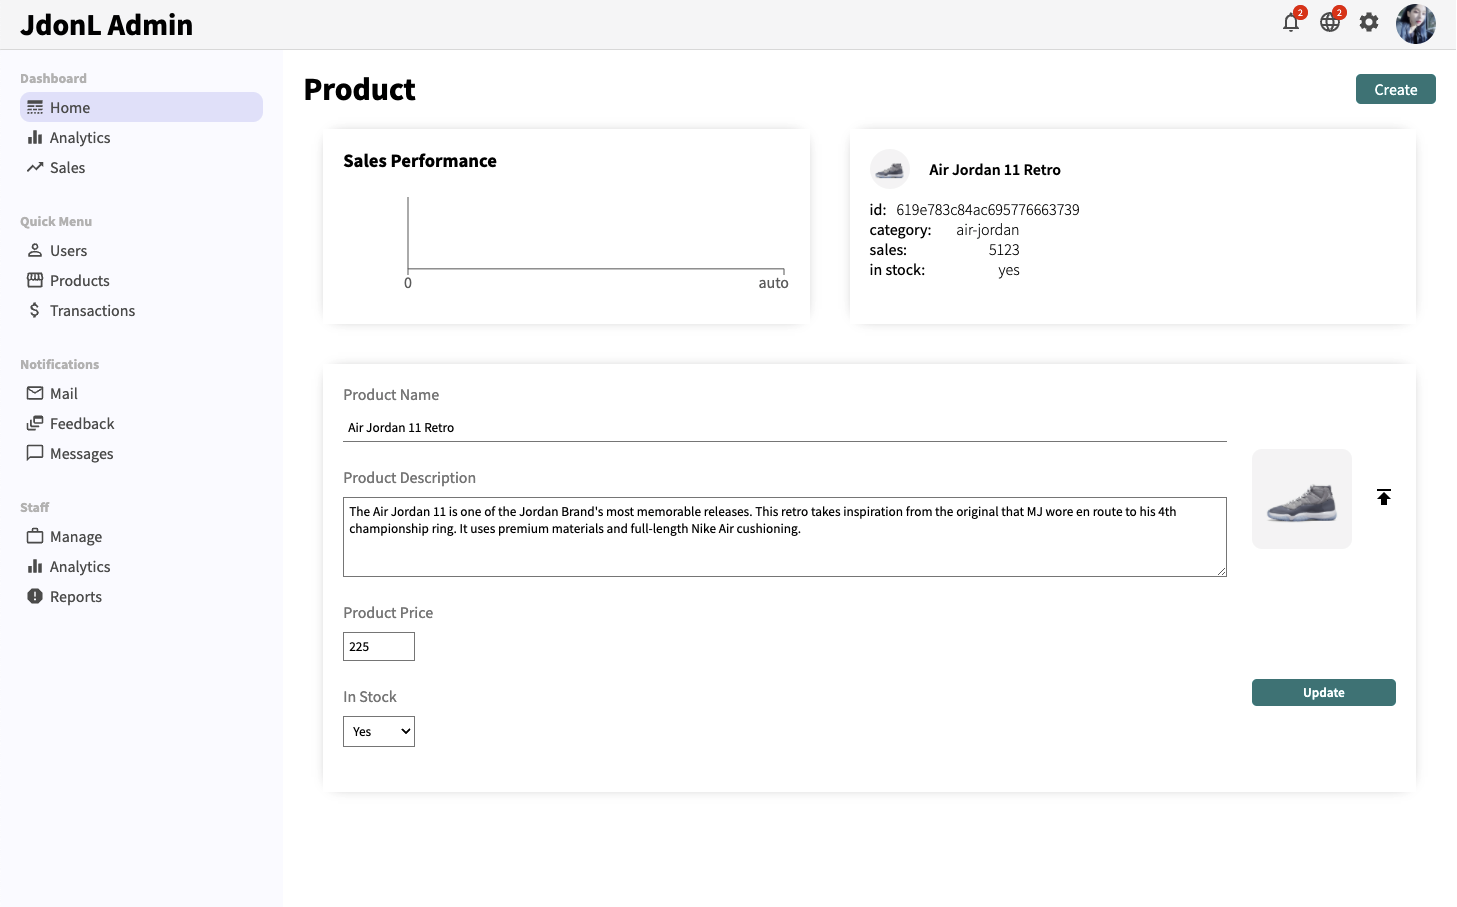 JdonL Admin
2
2
Dashboard
Home
Analytics
Sales
Quick Menu
Users
Products
Transactions
Notifications
Mail
Feedback
Messages
Staff
Manage
Analytics
Reports
Product
Create
Sales Performance
0 auto
Air Jordan 11 Retro
id: 619e783c84ac695776663739
category: air-jordan
sales: 5123
in stock: yes
Product Name
Air Jordan 11 Retro
Product Description
The Air Jordan 11 is one of the Jordan Brand's most memorable releases. This retro takes inspiration from the original that MJ wore en route to his 4th
championship ring. It uses premium materials and full-length Nike Air cushioning.
Product Price
225
In Stock
Yes
Update